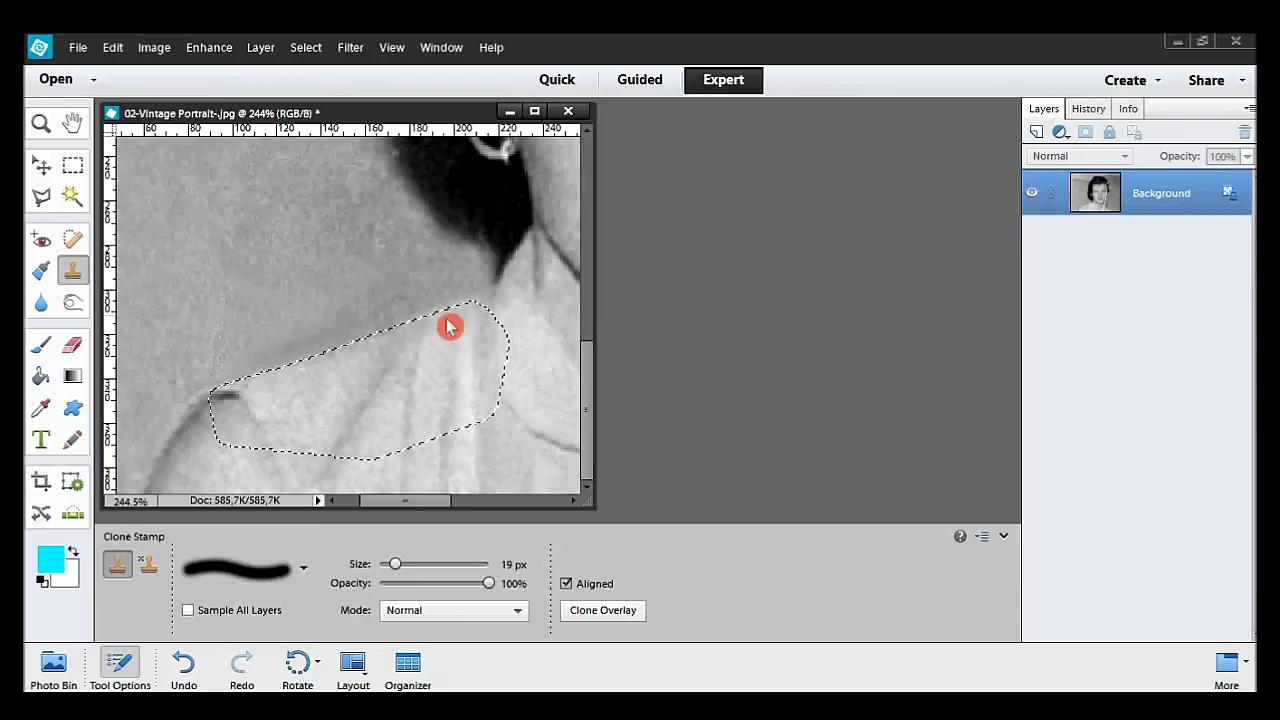 File Edit Image Enhance Layer Select Filter View Window Help
Open Quick Guided Expert Create Share
02-Vintage Portrait-.jpg @ 244% (RGB/8) *
60 100 120 140 160 200 220 240
Layers History Info
Normal Opacity: 100%
Background
244.5% Doc: 585,7K/585,7K
Clone Stamp
Size: 19 px
Opacity: 100% Aligned
Sample All Layers Mode: Normal Clone Overlay
Photo Bin Tool Options Undo Redo Rotate Layout Organizer More